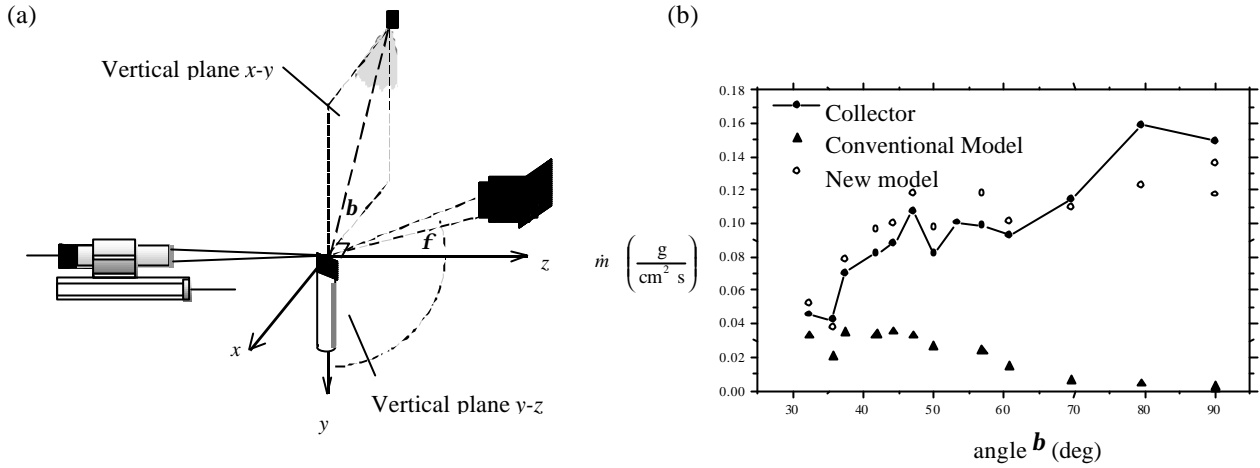 (a)
Vertical plane x-y
b
f
z
x
y
Vertical plane y-z
(b)
0.18
0.16
0.14
0.12
0.10
0.08
0.06
0.04
0.02
0.00
Collector
Conventional Model
New model
ṁ (g / cm² s)
30 40 50 60 70 80 90
angle b (deg)